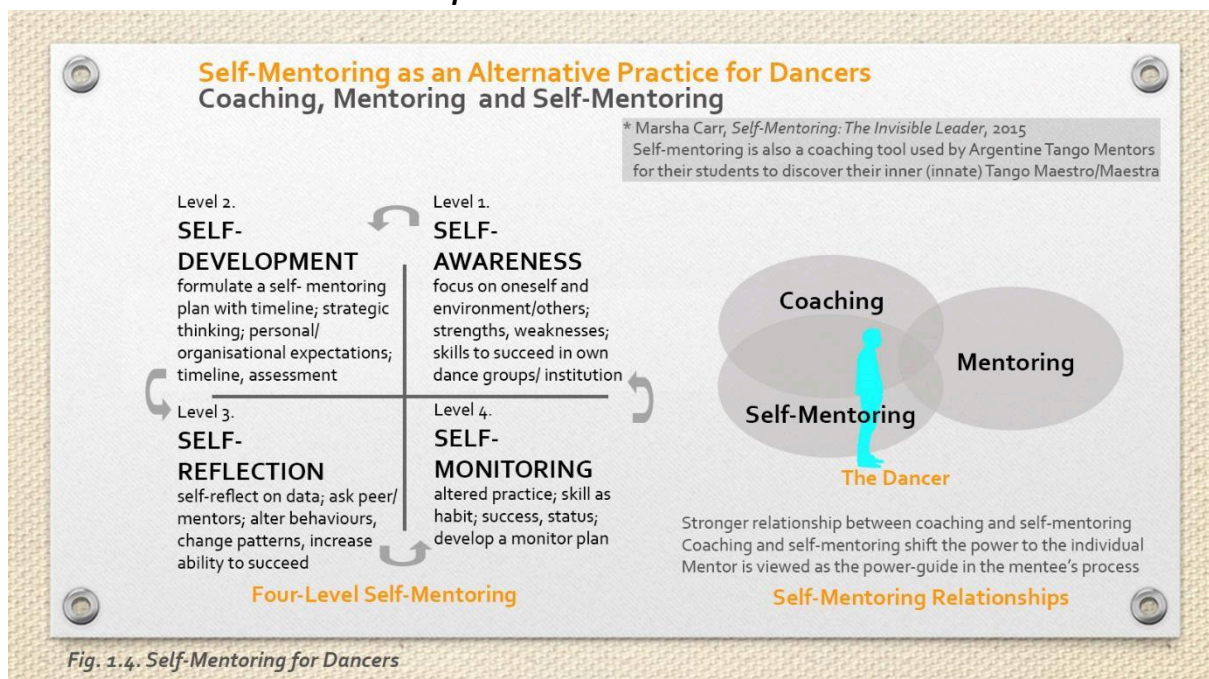 Self-Mentoring as an Alternative Practice for Dancers
Coaching, Mentoring and Self-Mentoring
* Marsha Carr, Self-Mentoring: The Invisible Leader, 2015
Self-mentoring is also a coaching tool used by Argentine Tango Mentors
for their students to discover their inner (innate) Tango Maestro/Maestra
Level 2.
SELF-
DEVELOPMENT
formulate a self- mentoring
plan with timeline; strategic
thinking; personal/
organisational expectations;
timeline, assessment
Level 1.
SELF-
AWARENESS
focus on oneself and
environment/others;
strengths, weaknesses;
skills to succeed in own
dance groups/ institution
Level 3.
SELF-
REFLECTION
self-reflect on data; ask peer/
mentors; alter behaviours,
change patterns, increase
ability to succeed
Level 4.
SELF-
MONITORING
altered practice; skill as
habit; success, status;
develop a monitor plan
Four-Level Self-Mentoring
Coaching
Mentoring
Self-Mentoring
The Dancer
Stronger relationship between coaching and self-mentoring
Coaching and self-mentoring shift the power to the individual
Mentor is viewed as the power-guide in the mentee's process
Self-Mentoring Relationships
Fig. 1.4. Self-Mentoring for Dancers